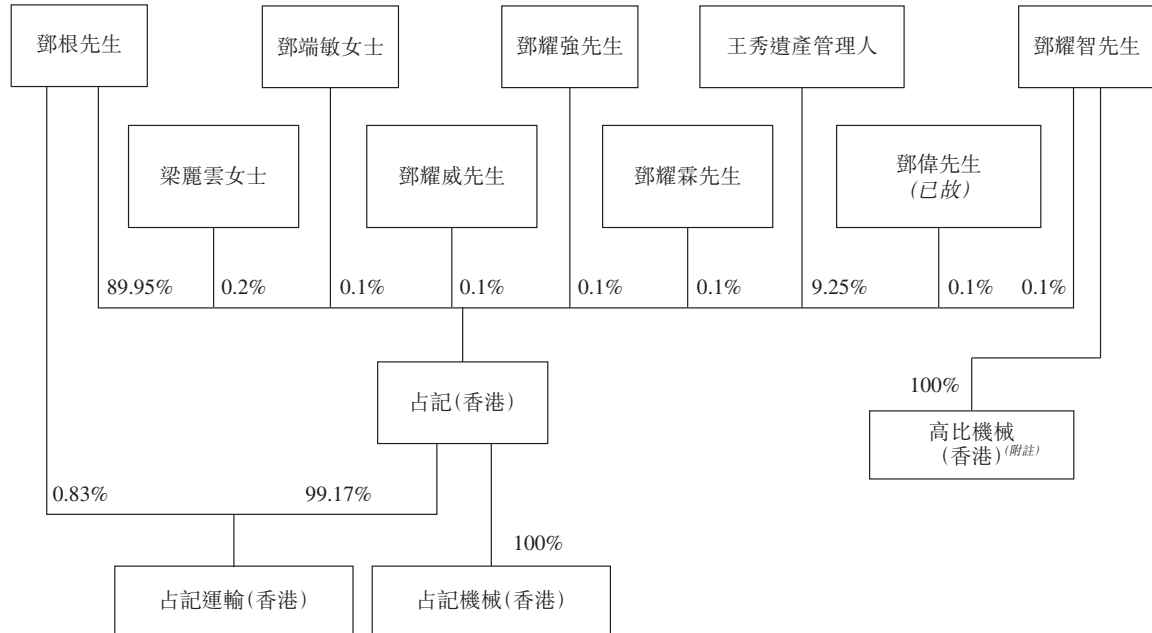 鄧根先生
鄧端敏女士
鄧耀強先生
王秀遺產管理人
鄧耀智先生
梁麗雲女士
鄧耀威先生
鄧耀霖先生
鄧偉先生
(已故)
89.95%
0.2%
0.1%
0.1%
0.1%
0.1%
9.25%
0.1%
0.1%
占記(香港)
100%
高比機械
(香港)(附註)
0.83%
99.17%
100%
占記運輸(香港)
占記機械(香港)